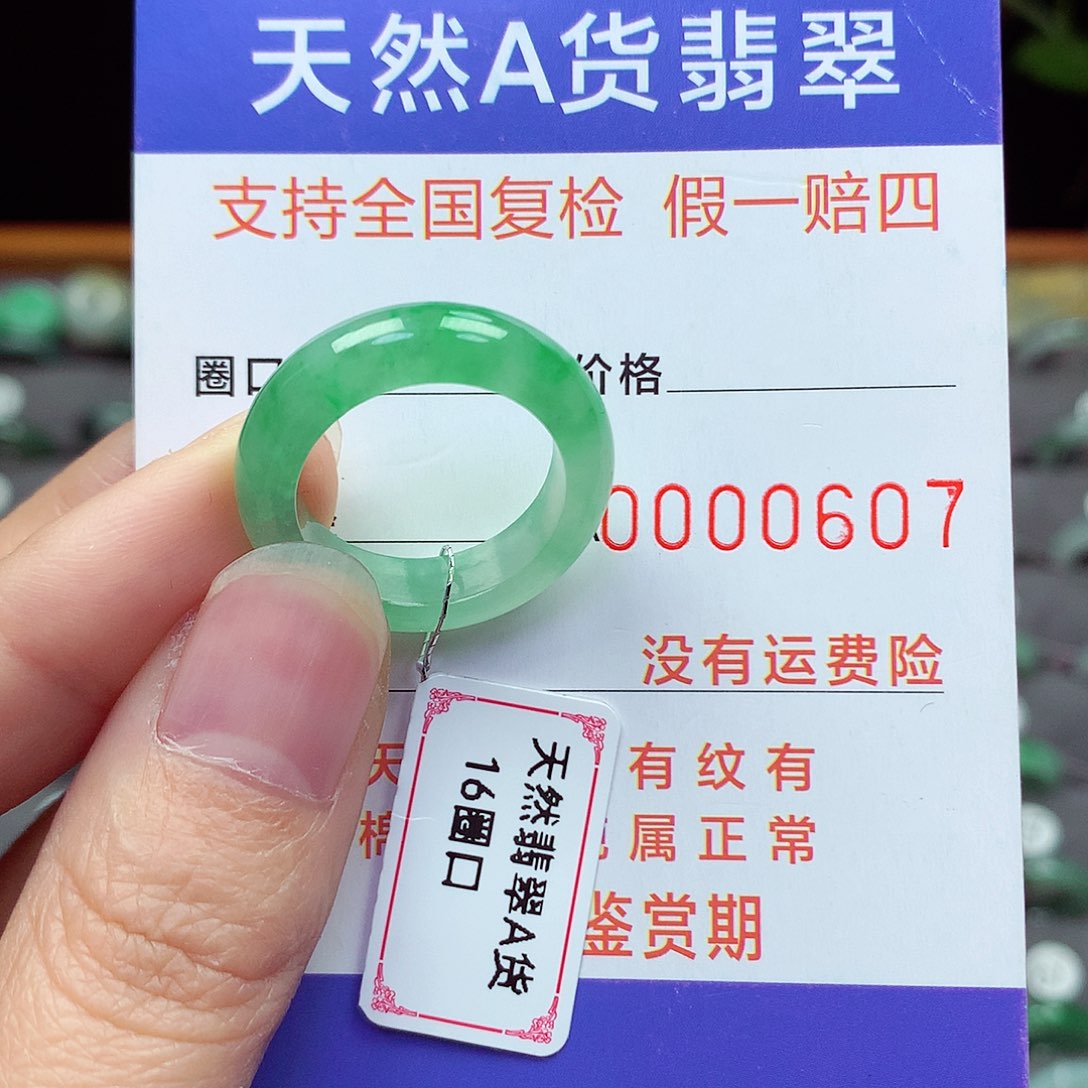 天然A货翡翠
支持全国复检 假一赔四
圈口 价格
0000607
没有运费险
天 有纹有
棉 属正常
鉴赏期
天然翡翠A货
16圈口